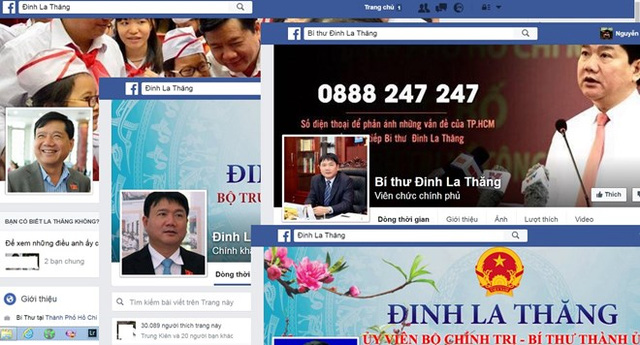 Đinh La Thăng
Trang chủ 1
BẠN CÓ BIẾT LA THĂNG KHÔNG?
Để xem những điều anh ấy c
2 bạn chung
Giới thiệu
Bí Thư tại Thành Phố Hồ Chí
Đinh La Thăng
ĐINH L
BỘ TRƯ
Đinh L
Chính kh
Dòng thờ
Tìm kiếm bài viết trên Trang này
30.089 người thích trang này
Trung Kiên và 20 người bạn khác
Bí thư Đinh La Thăng
Nguyễn
0888 247 247
Số điện thoại để phản ánh những vấn đề của TP.HCM
tiếp Bí thư Đinh La Thăng
Bí thư Đinh La Thăng
Viên chức chính phủ
Thích
Dòng thời gian Giới thiệu Ảnh Lượt thích Video
Đinh La Thăng
ĐINH LA THĂNG
UỶ VIÊN BỘ CHÍNH TRỊ - BÍ THƯ THÀNH Ủ